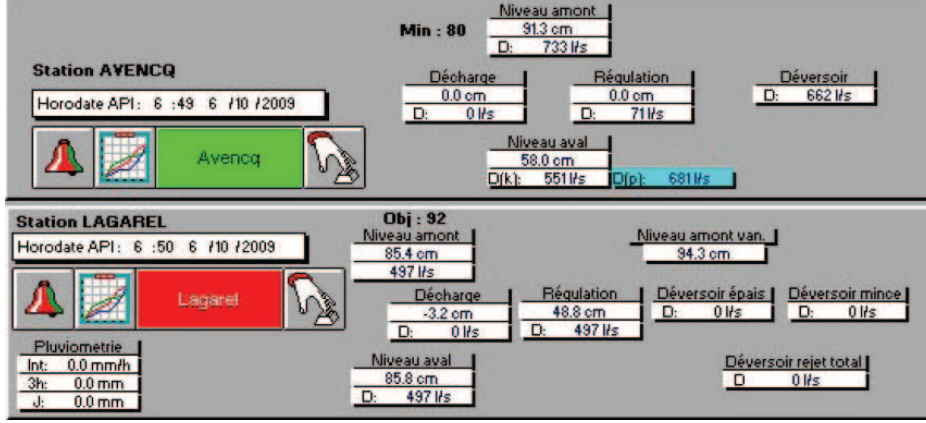 Niveau amont
Min : 80
91.3 cm
D: 733 l/s
Station AVENCQ
Décharge
Régulation
Déversoir
0.0 cm
0.0 cm
D: 662 l/s
D: 0 l/s
D: 71 l/s
Horodate API : 6 :49 6 /10 /2009
Niveau aval
58.0 cm
D(k): 551 l/s
D(p): 681 l/s
Avencq
Station LAGAREL
Obj : 92
Niveau amont
85.4 cm
497 l/s
Niveau amont van.
94.3 cm
Horodate API : 6 :50 6 /10 /2009
Lagarel
Décharge
Régulation
Déversoir épais
Déversoir mince
-3.2 cm
48.8 cm
D: 0 l/s
D: 0 l/s
D: 0 l/s
D: 497 l/s
Pluviometrie
Int: 0.0 mm/h
3h: 0.0 mm
J: 0.0 mm
Niveau aval
85.8 cm
D: 497 l/s
Déversoir rejet total
D 0 l/s